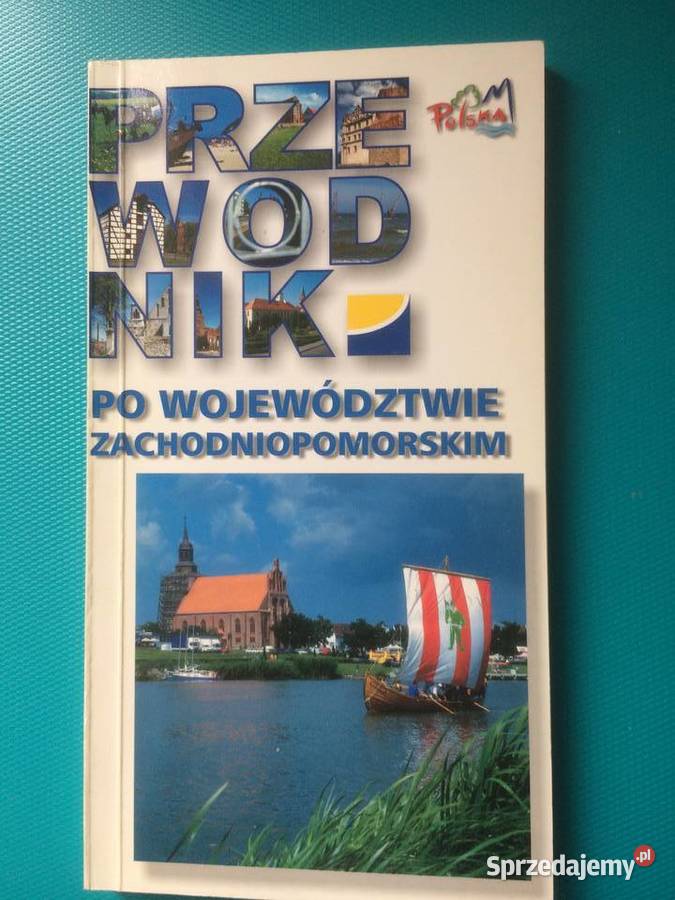 PRZE
Polska
WOD
NIK
PO WOJEWÓDZTWIE
ZACHODNIOPOMORSKIM
Sprzedajemy.pl